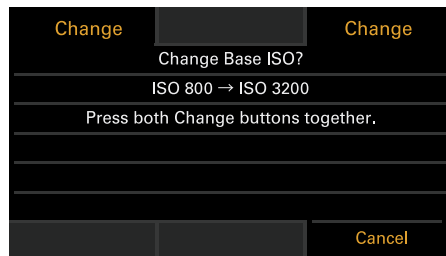 Change Change
Change Base ISO?
ISO 800 → ISO 3200
Press both Change buttons together.
Cancel